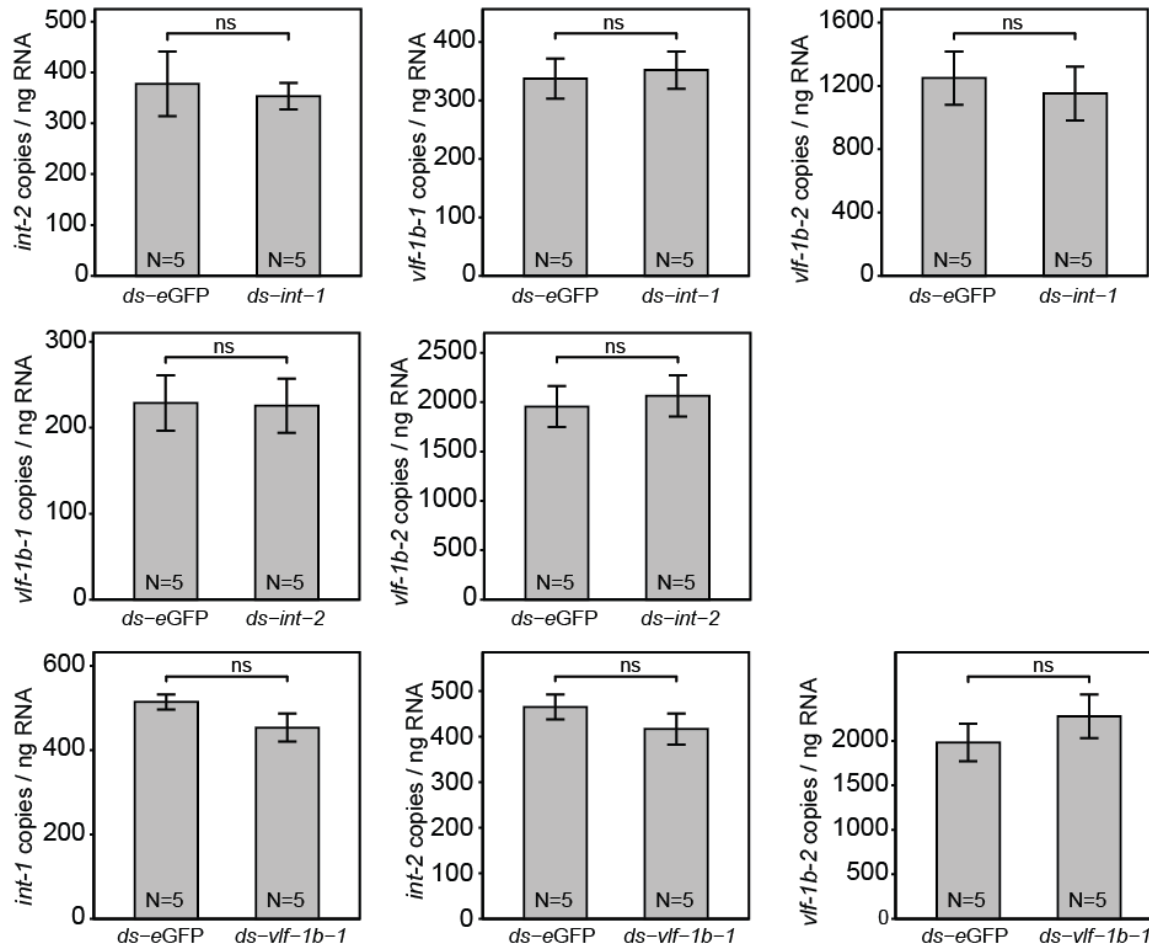 int-2 copies / ng RNA
500
400
300
200
100
0
ns
N=5
N=5
ds-eGFP
ds-int-1
vlf-1b-1 copies / ng RNA
400
300
200
100
0
ns
N=5
N=5
ds-eGFP
ds-int-1
vlf-1b-2 copies / ng RNA
1600
1200
800
400
0
ns
N=5
N=5
ds-eGFP
ds-int-1
vlf-1b-1 copies / ng RNA
300
200
100
0
ns
N=5
N=5
ds-eGFP
ds-int-2
vlf-1b-2 copies / ng RNA
2500
2000
1500
1000
500
0
ns
N=5
N=5
ds-eGFP
ds-int-2
int-1 copies / ng RNA
600
400
200
0
ns
N=5
N=5
ds-eGFP
ds-vlf-1b-1
int-2 copies / ng RNA
500
400
300
200
100
0
ns
N=5
N=5
ds-eGFP
ds-vlf-1b-1
vlf-1b-2 copies / ng RNA
2000
1500
1000
500
0
ns
N=5
N=5
ds-eGFP
ds-vlf-1b-1